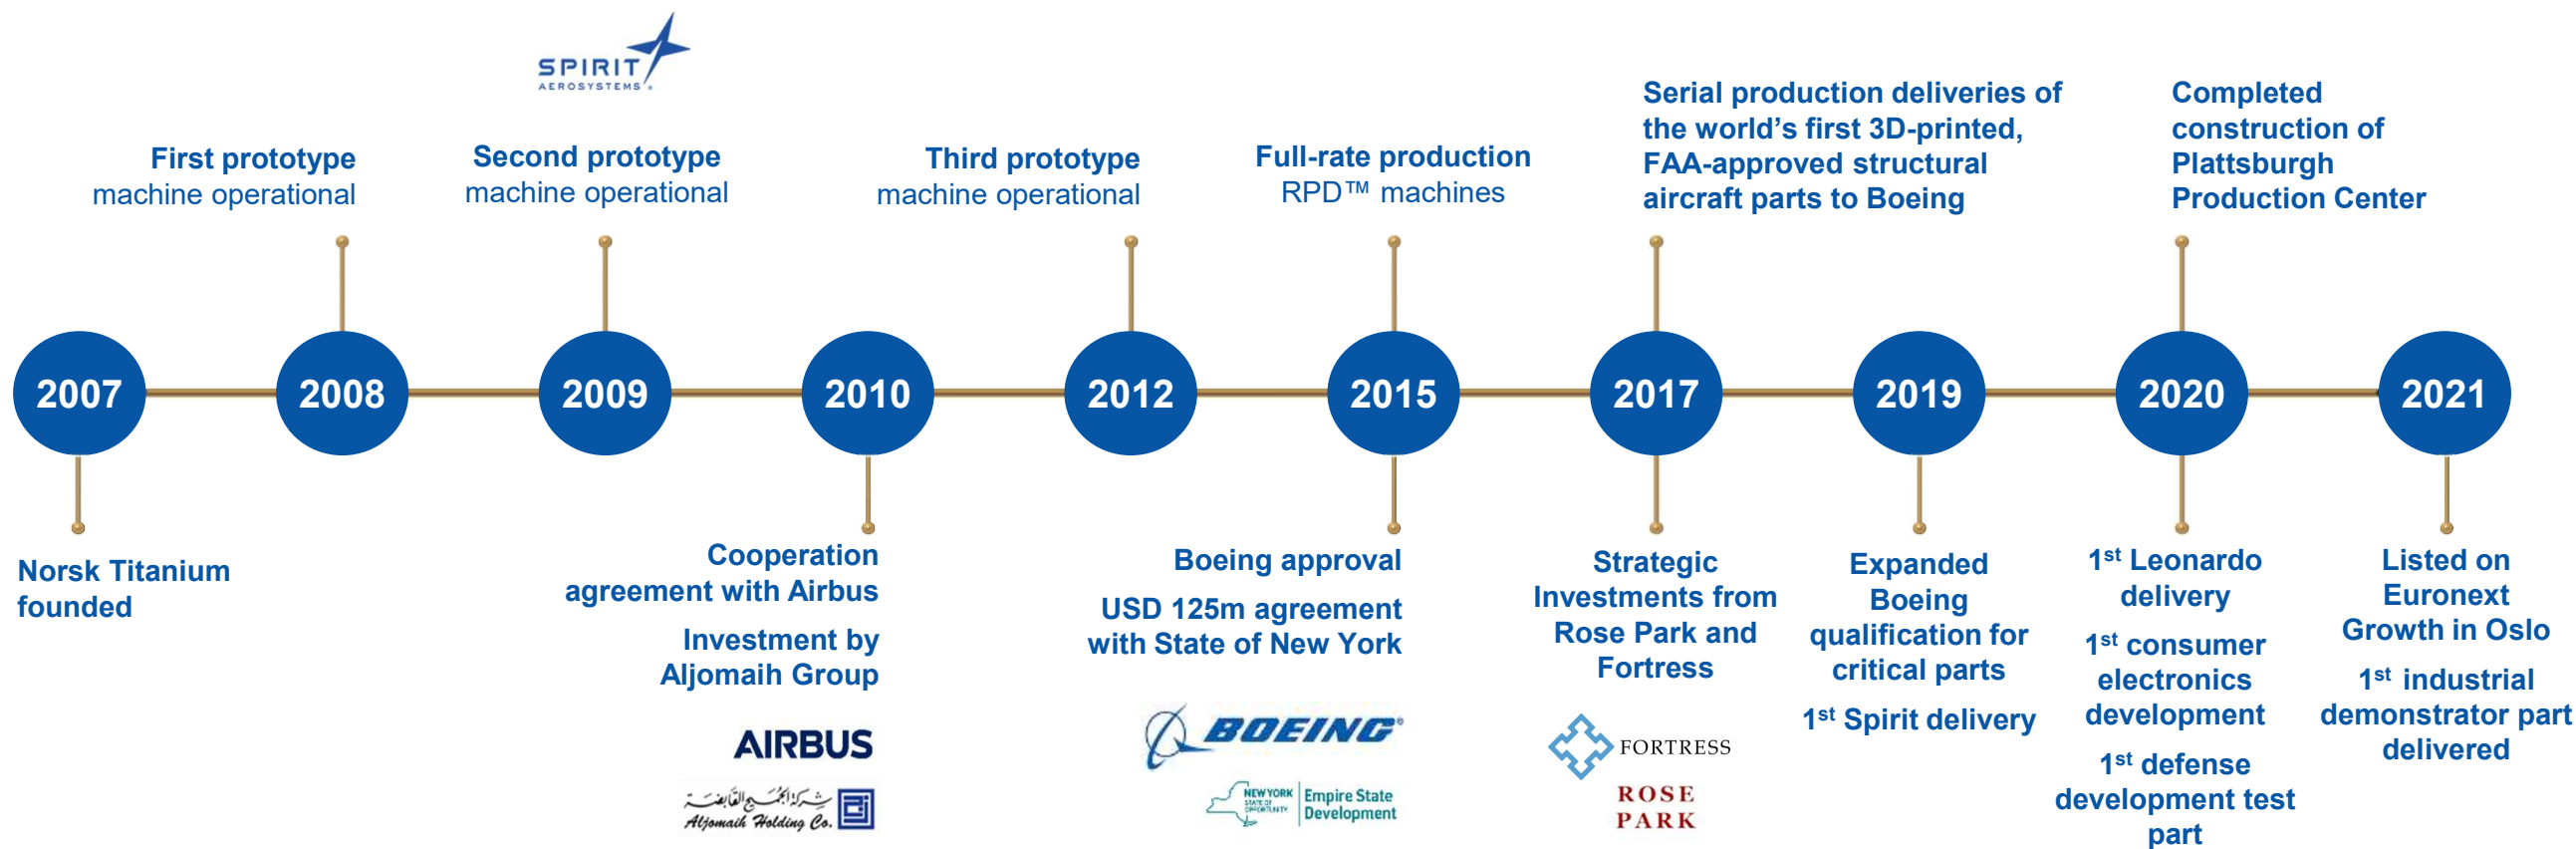 SPIRIT
AEROSYSTEMS
First prototype
machine operational
Second prototype
machine operational
Third prototype
machine operational
Full-rate production
RPD™ machines
Serial production deliveries of
the world’s first 3D-printed,
FAA-approved structural
aircraft parts to Boeing
Completed
construction of
Plattsburgh
Production Center
2007
2008
2009
2010
2012
2015
2017
2019
2020
2021
Norsk Titanium
founded
Cooperation
agreement with Airbus
Investment by
Aljomaih Group
AIRBUS
شركة الجميح القابضة
Aljomaih Holding Co.
Boeing approval
USD 125m agreement
with State of New York
BOEING®
NEW YORK
STATE OF
OPPORTUNITY
Empire State
Development
Strategic
Investments from
Rose Park and
Fortress
FORTRESS
ROSE
PARK
Expanded
Boeing
qualification for
critical parts
1st Spirit delivery
1st Leonardo
delivery
1st consumer
electronics
development
1st defense
development test
part
Listed on
Euronext
Growth in Oslo
1st industrial
demonstrator part
delivered